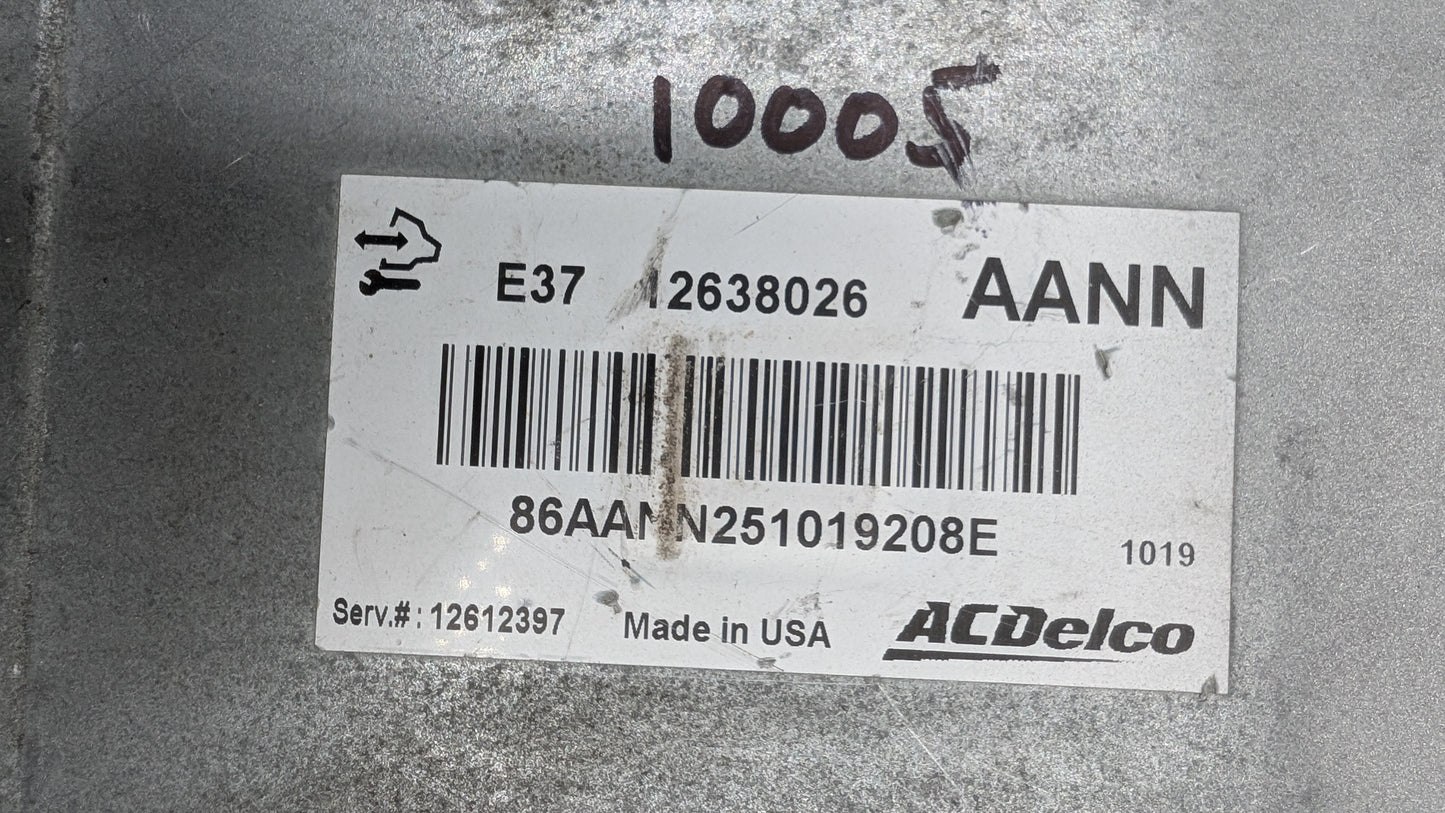 10005
E37 12638026 AANN
86AANN251019208E
1019
Serv.#: 12612397 Made in USA ACDelco